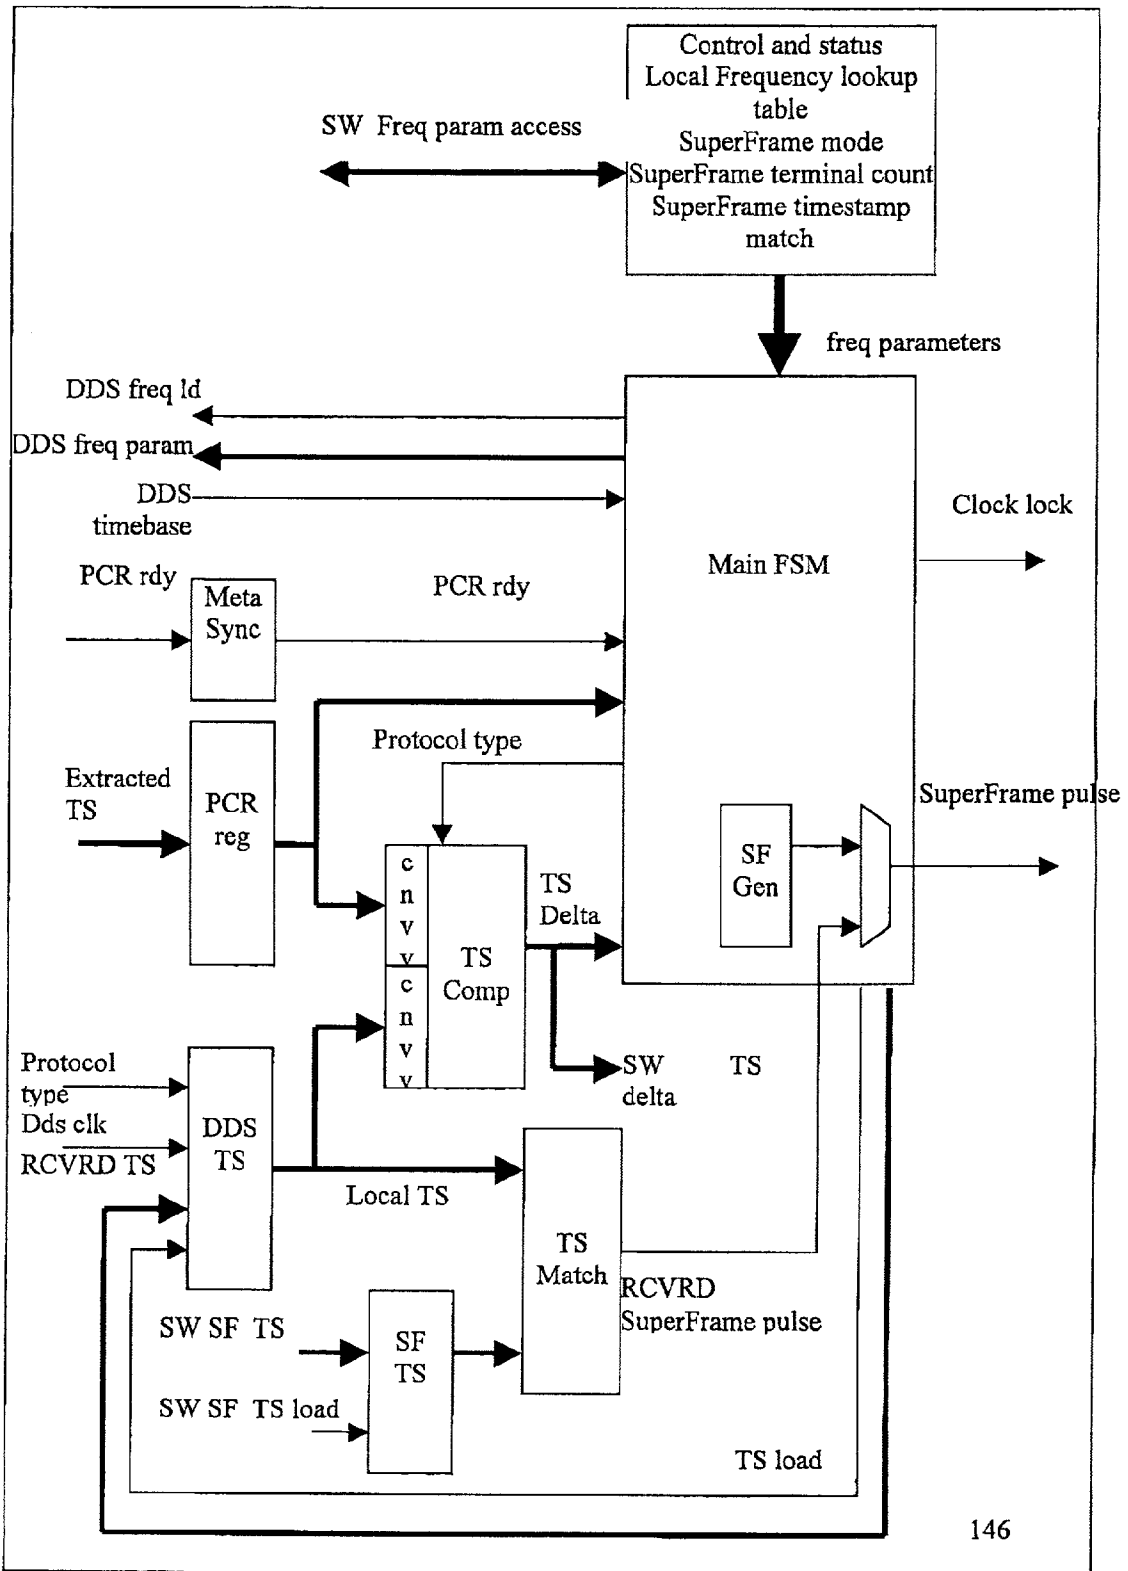 Control and status
Local Frequency lookup
table
SuperFrame mode
SuperFrame terminal count
SuperFrame timestamp
match
SW Freq param access
freq parameters
DDS freq ld
DDS freq param
DDS
timebase
Clock lock
Main FSM
PCR rdy
Meta
Sync
PCR rdy
Protocol type
Extracted
TS
PCR
reg
SuperFrame pulse
SF
Gen
c
n
v
v
TS
Delta
TS
Comp
c
n
v
v
SW TS
delta
Protocol
type
Dds clk
RCVRD TS
DDS
TS
Local TS
TS
Match
RCVRD
SuperFrame pulse
SW SF TS
SF
TS
SW SF TS load
TS load
146